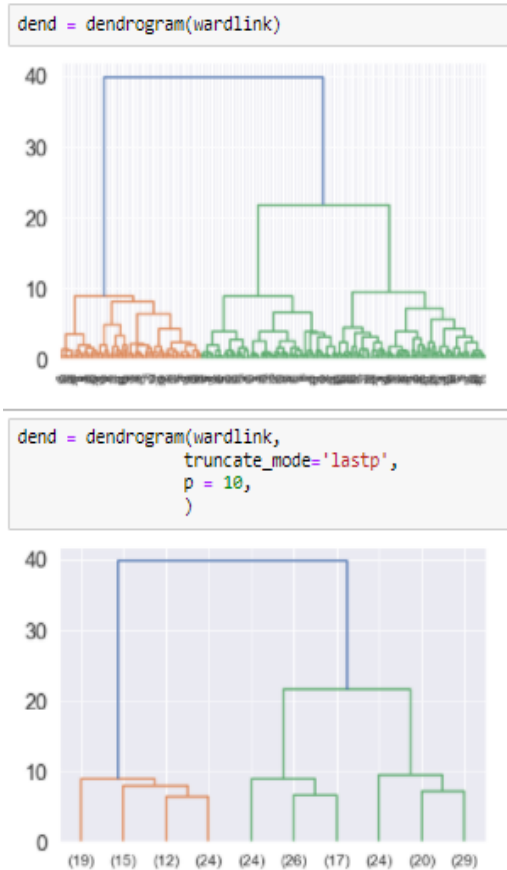 dend = dendrogram(wardlink)
40
30
20
10
0
dend = dendrogram(wardlink,
truncate_mode='lastp',
p = 10,
)
40
30
20
10
0
(19) (15) (12) (24) (24) (26) (17) (24) (20) (29)